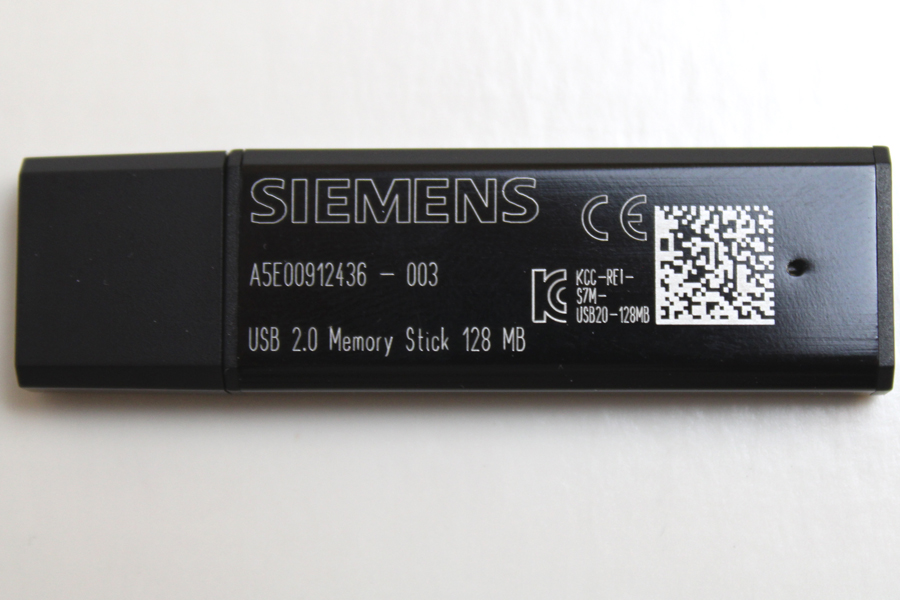 SIEMENS
CE
A5E00912436 - 003
KCC-REI-
S7M-
USB20-128MB
USB 2.0 Memory Stick 128 MB